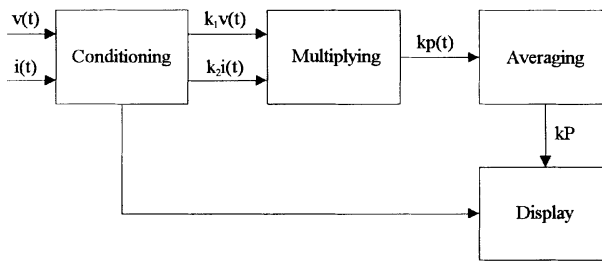 v(t)
k₁v(t)
Conditioning
Multiplying
kp(t)
Averaging
i(t)
k₂i(t)
kP
Display